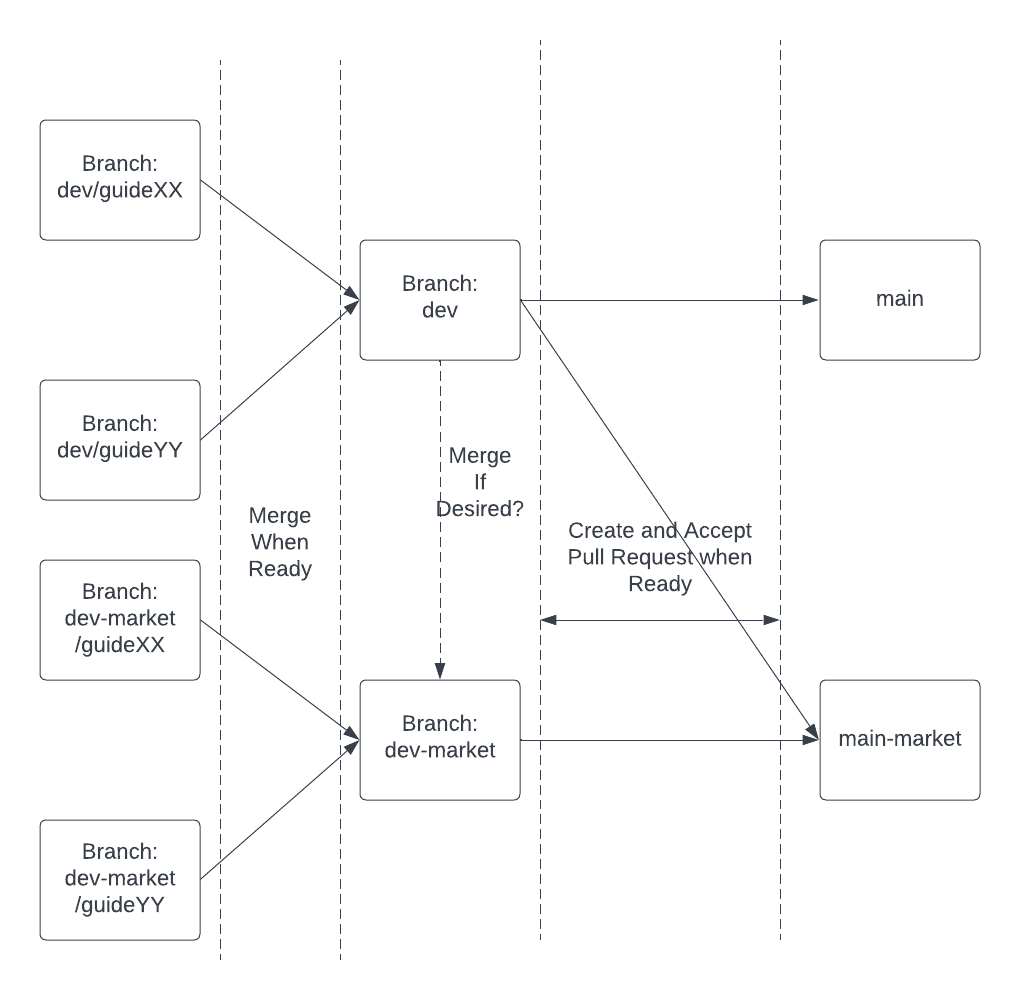 Branch:
dev/guideXX
Branch:
dev/guideYY
Branch:
dev-market
/guideXX
Branch:
dev-market
/guideYY
Merge
When
Ready
Branch:
dev
Merge
If
Desired?
Branch:
dev-market
Create and Accept
Pull Request when
Ready
main
main-market